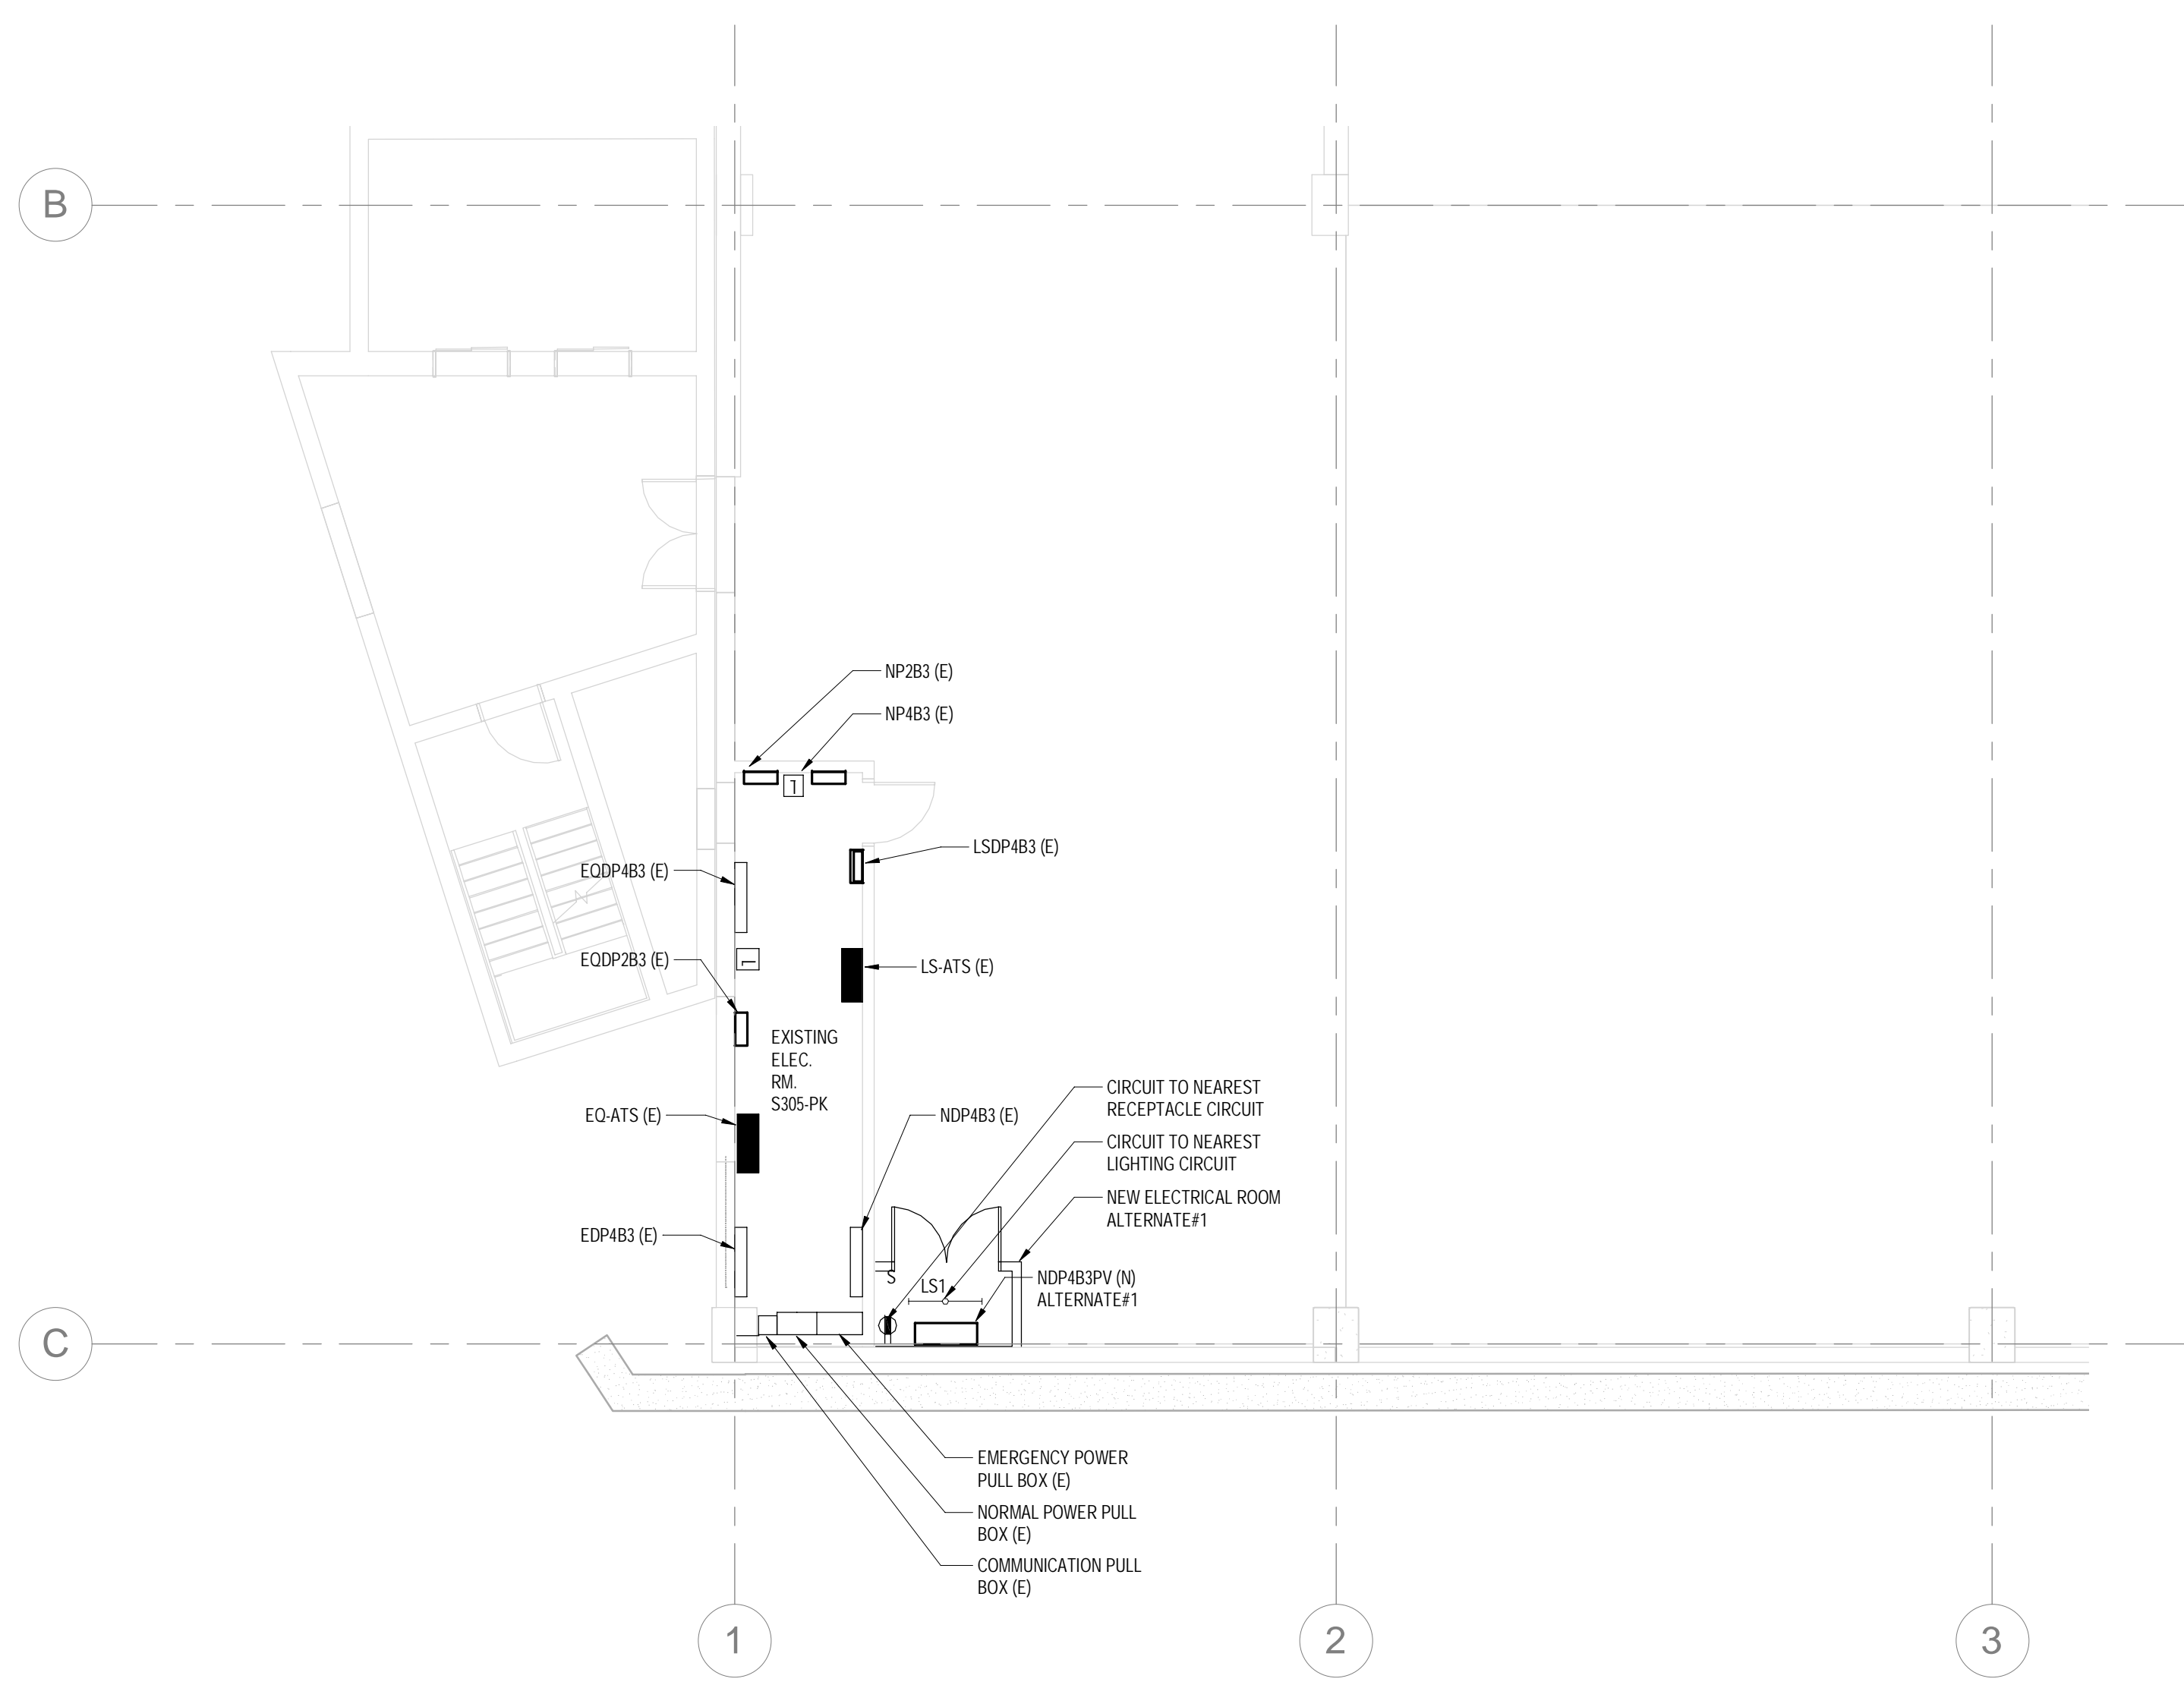 B
NP2B3 (E)
NP4B3 (E)
1
LSDP4B3 (E)
EQDP4B3 (E)
1
EQDP2B3 (E)
LS-ATS (E)
EXISTING
ELEC.
RM.
S305-PK
CIRCUIT TO NEAREST
RECEPTACLE CIRCUIT
EQ-ATS (E)
NDP4B3 (E)
CIRCUIT TO NEAREST
LIGHTING CIRCUIT
NEW ELECTRICAL ROOM
ALTERNATE#1
EDP4B3 (E)
S
LS1
NDP4B3PV (N)
ALTERNATE#1
C
EMERGENCY POWER
PULL BOX (E)
NORMAL POWER PULL
BOX (E)
COMMUNICATION PULL
BOX (E)
1
2
3